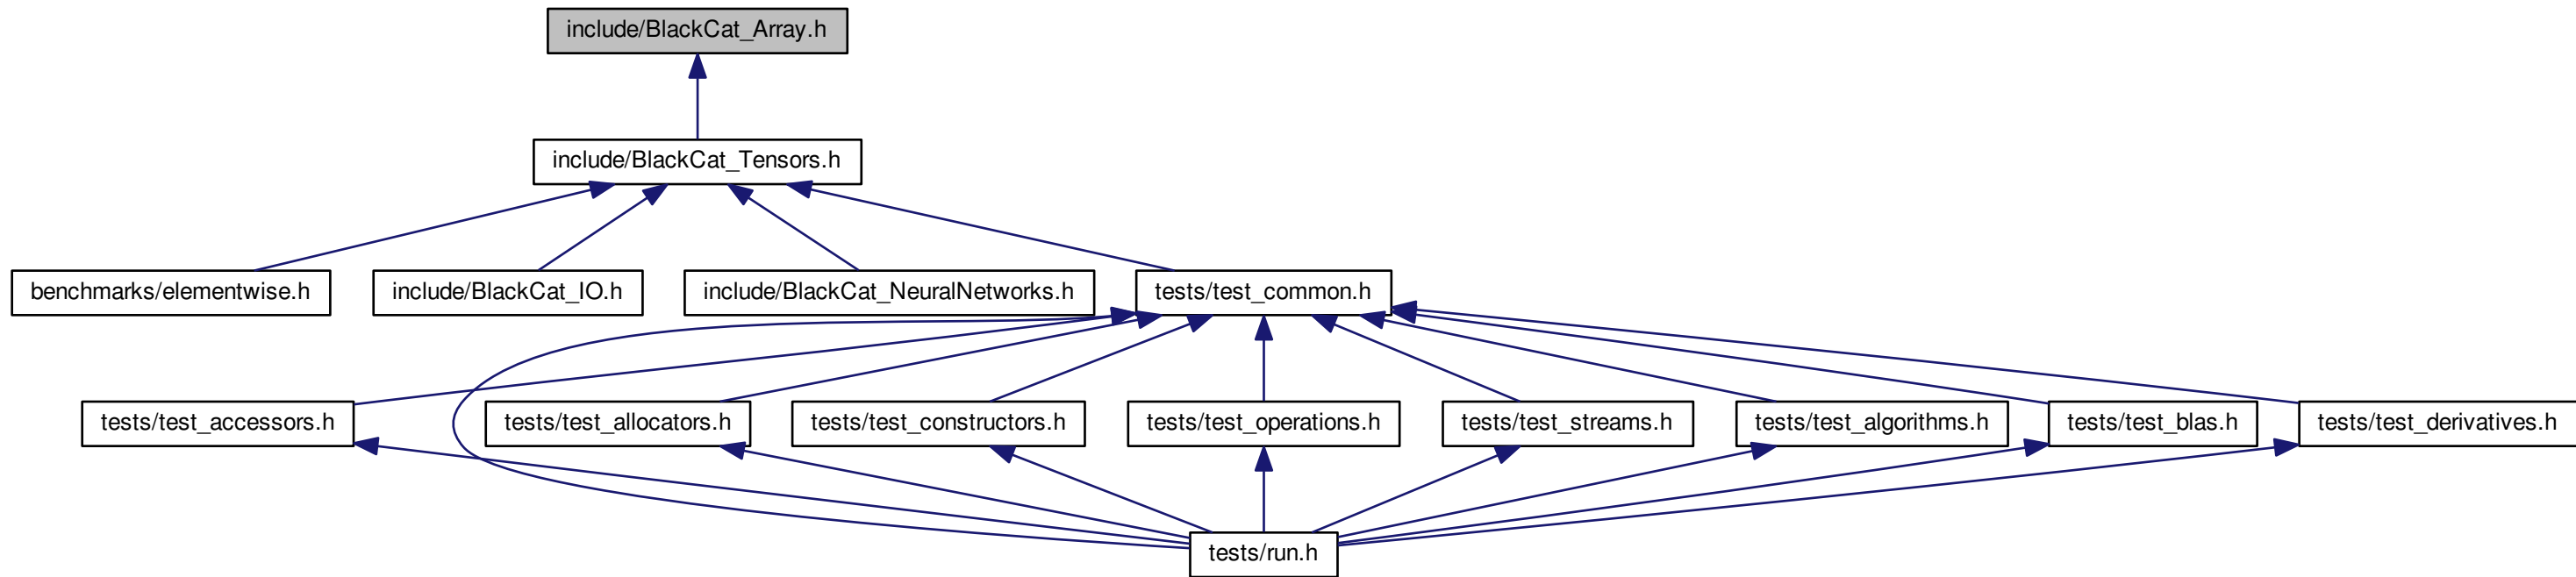 include/BlackCat_Array.h
include/BlackCat_Tensors.h
benchmarks/elementwise.h
include/BlackCat_IO.h
include/BlackCat_NeuralNetworks.h
tests/test_common.h
tests/test_accessors.h
tests/test_allocators.h
tests/test_constructors.h
tests/test_operations.h
tests/test_streams.h
tests/test_algorithms.h
tests/test_blas.h
tests/test_derivatives.h
tests/run.h